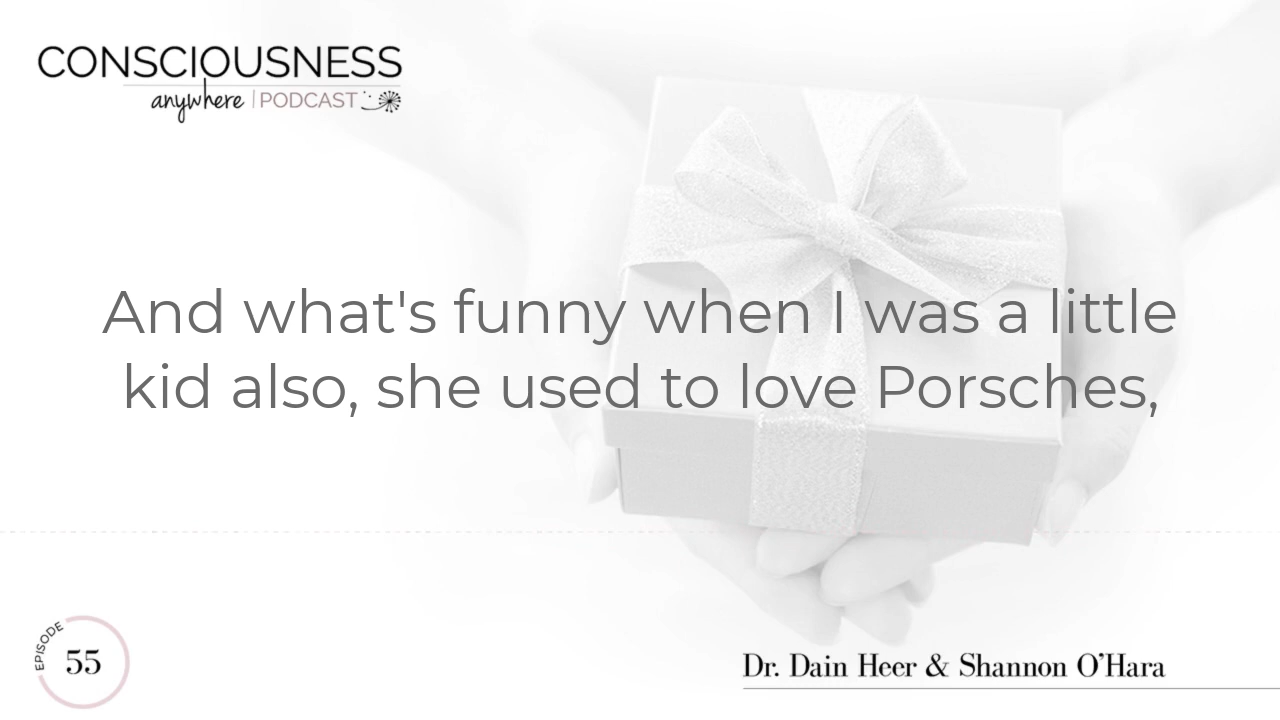 CONSCIOUSNESS
anywhere | PODCAST
And what's funny when I was a little
kid also, she used to love Porsches,
EPISODE
55
Dr. Dain Heer & Shannon O'Hara